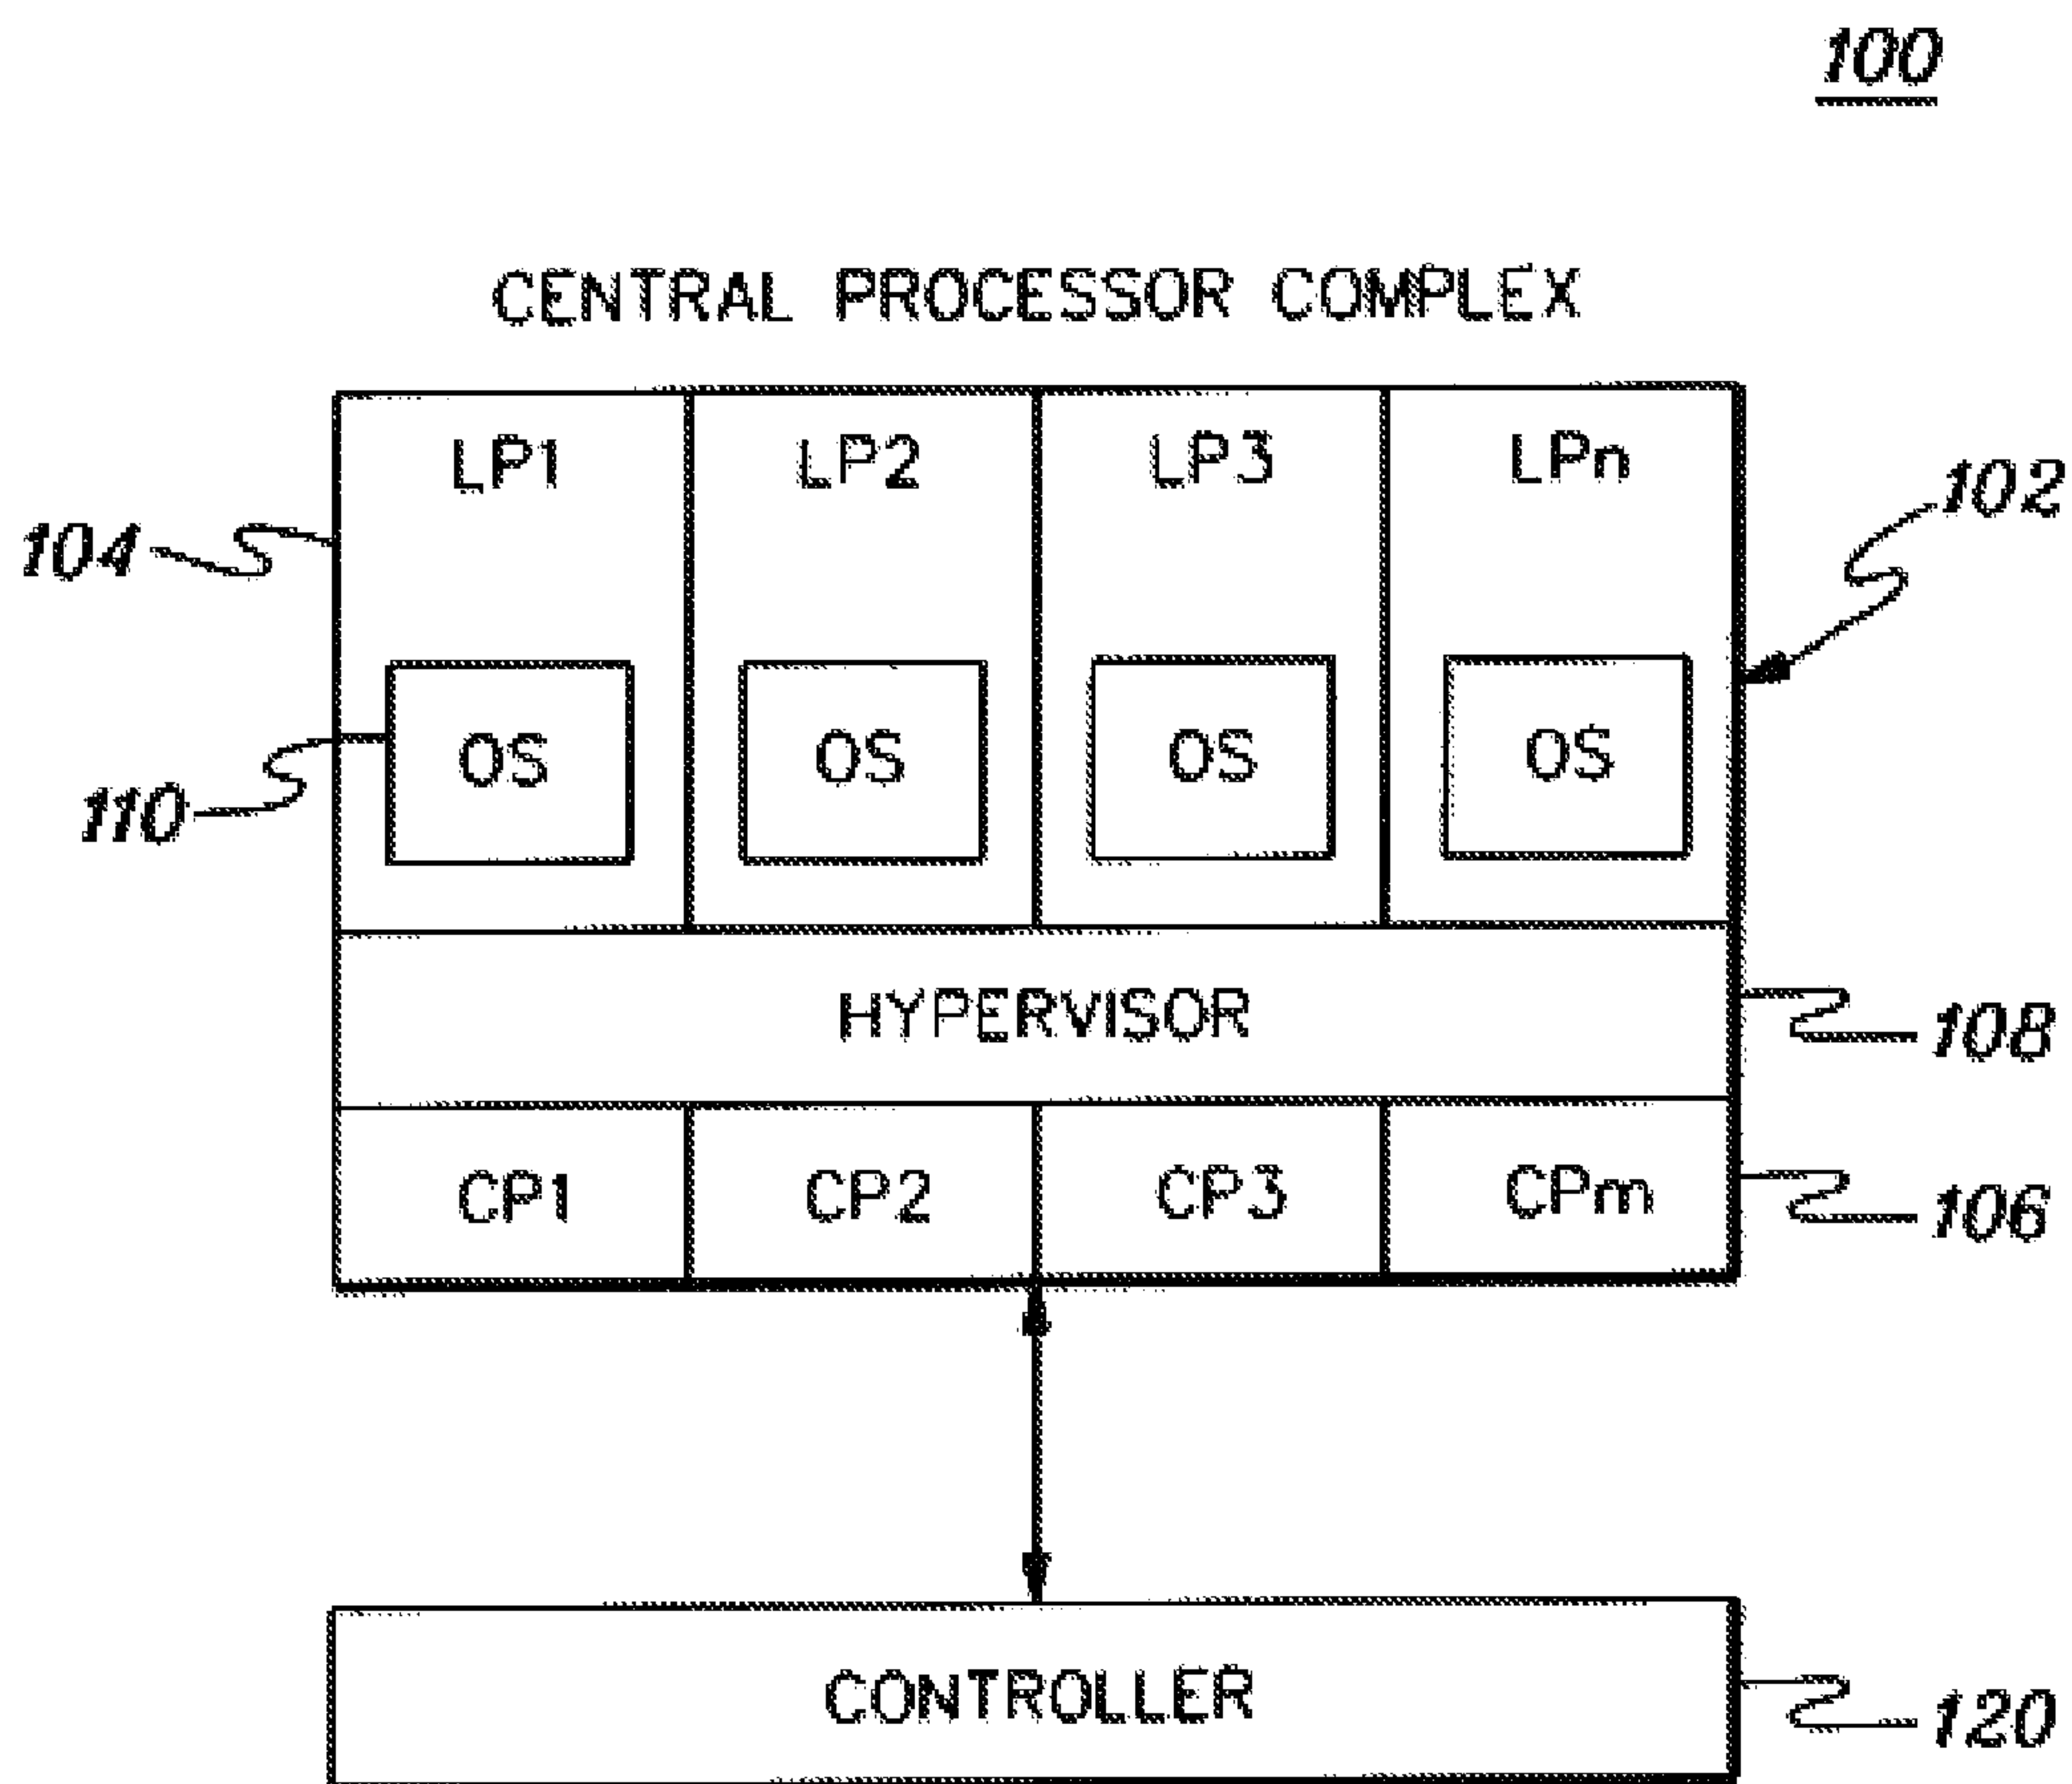 100
CENTRAL PROCESSOR COMPLEX
LP1 LP2 LP3 LPn
102
104
OS OS OS OS
110
HYPERVISOR
108
CP1 CP2 CP3 CPm
106
CONTROLLER
120